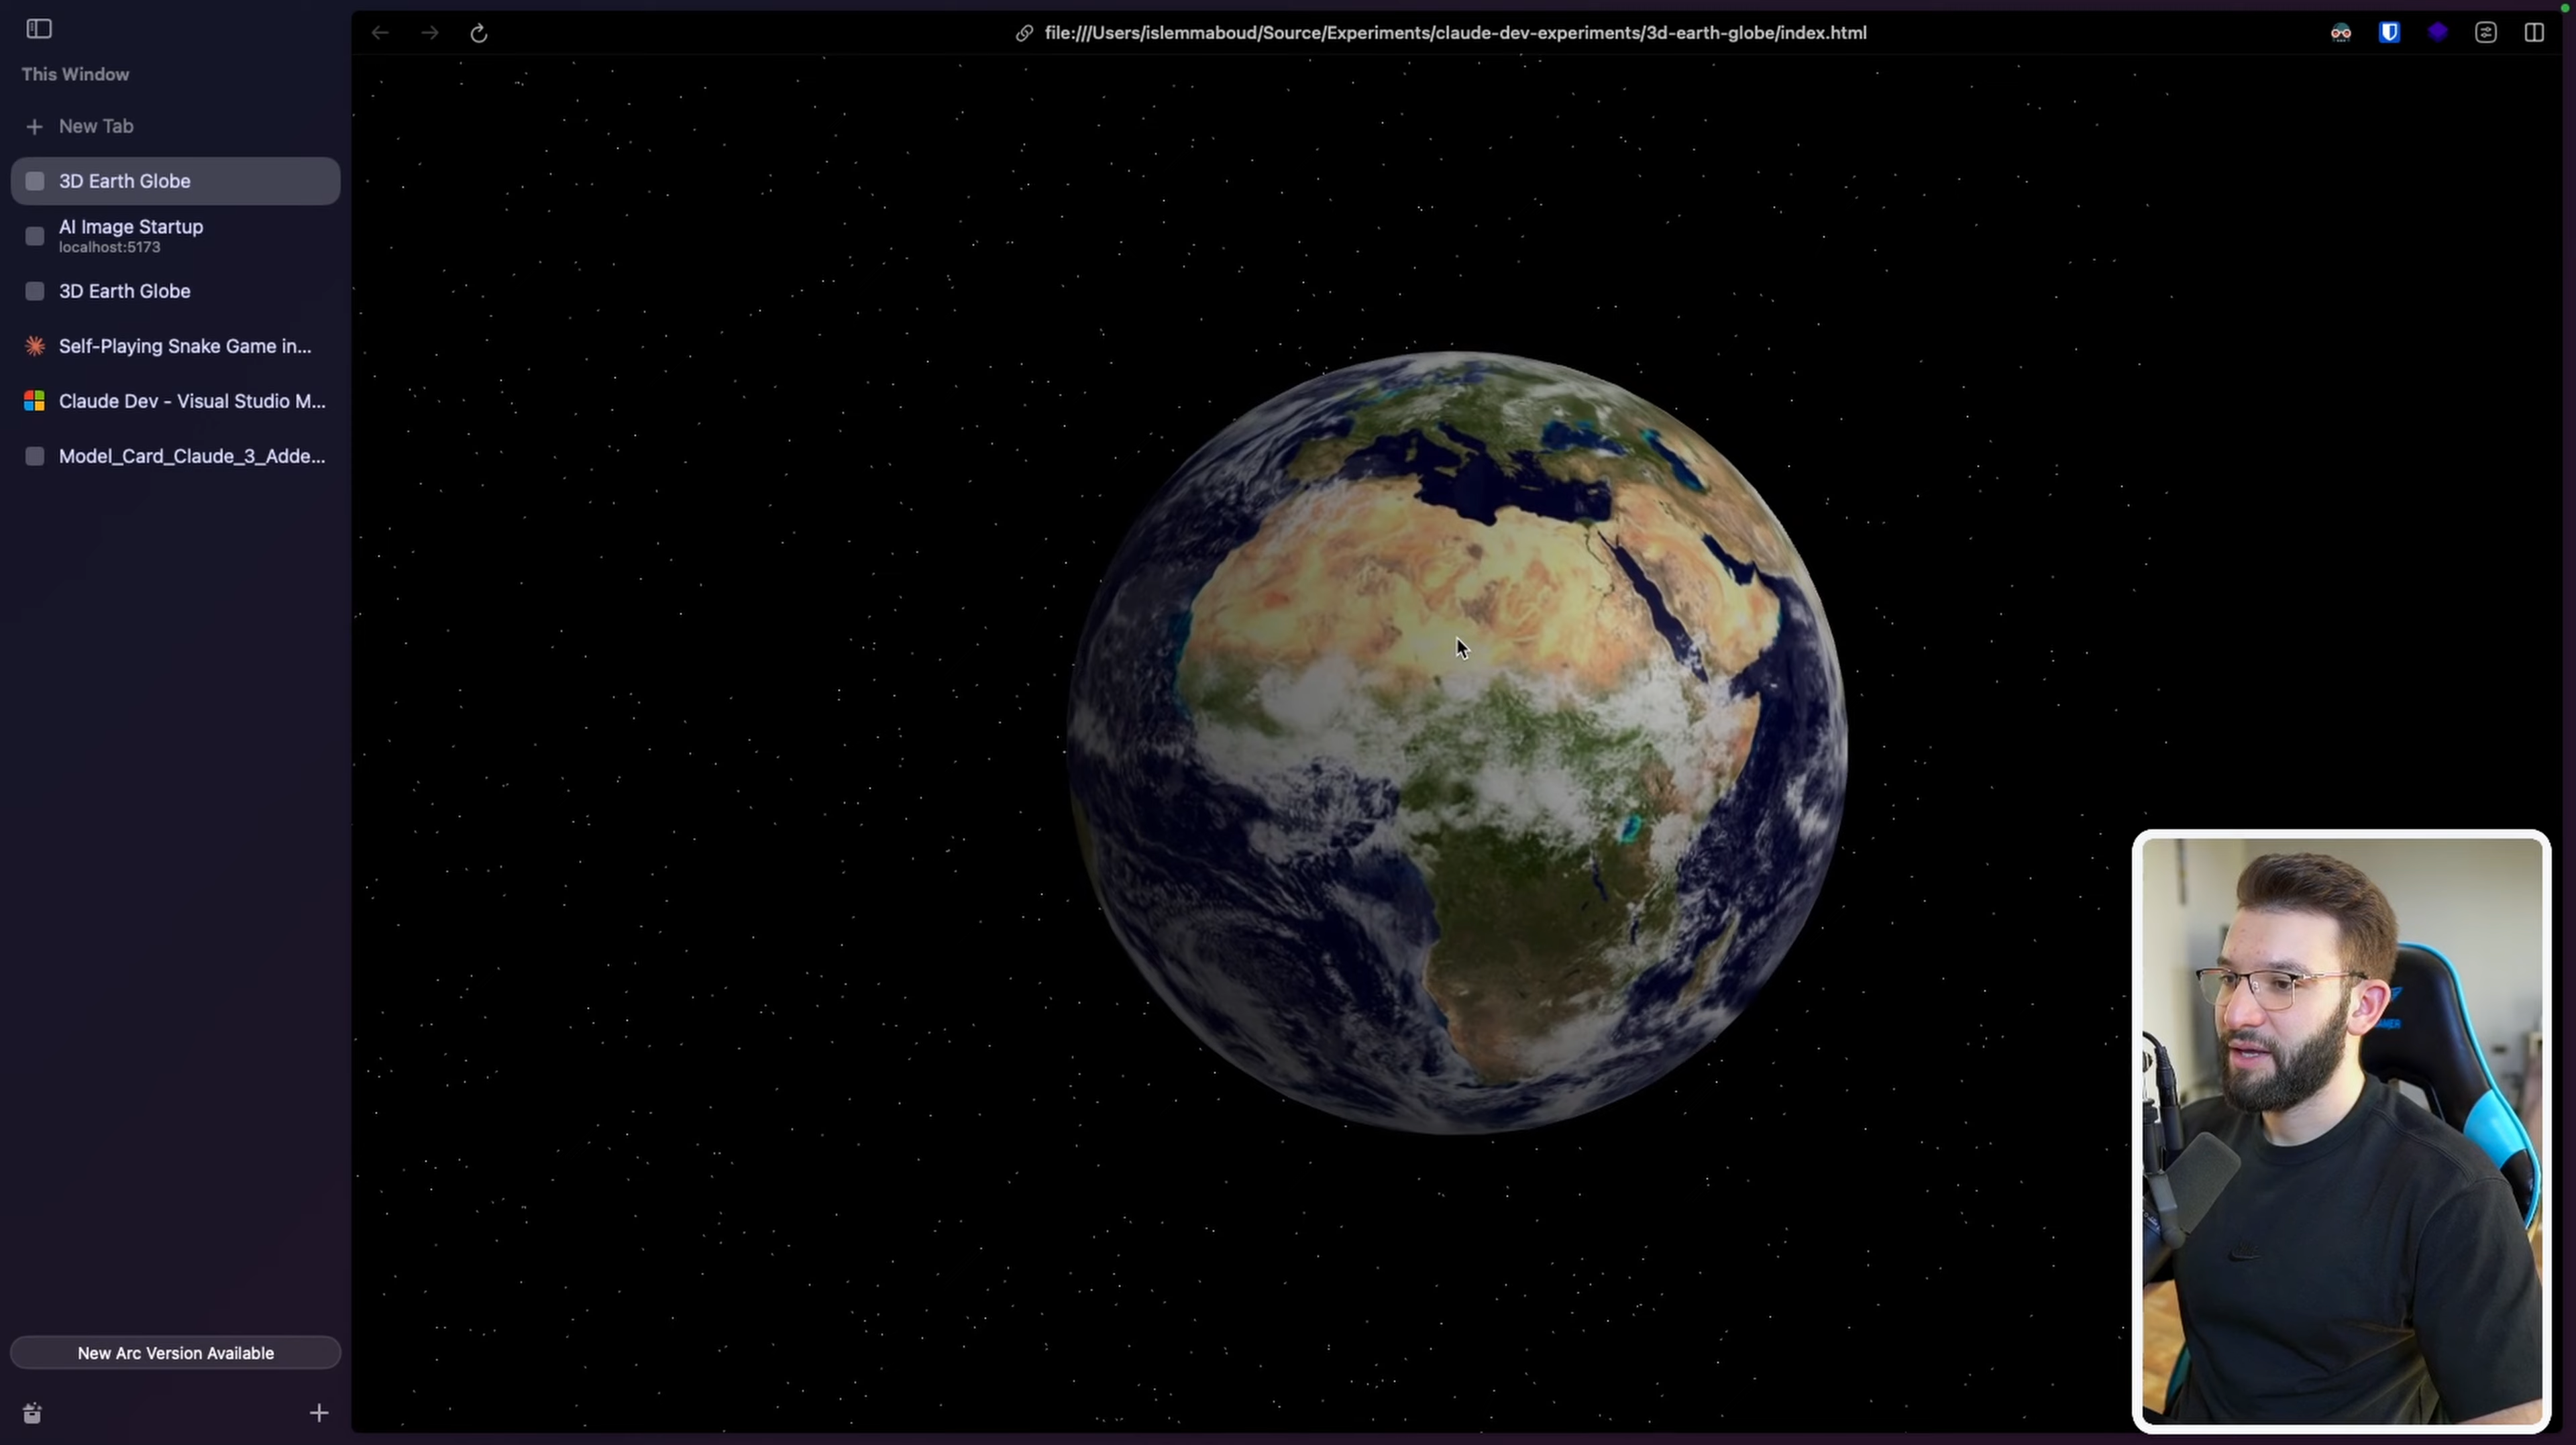 file:///Users/islemmaboud/Source/Experiments/claude-dev-experiments/3d-earth-globe/index.html
This Window
New Tab
3D Earth Globe
AI Image Startup
localhost:5173
3D Earth Globe
Self-Playing Snake Game in...
Claude Dev - Visual Studio M...
Model_Card_Claude_3_Adde...
New Arc Version Available